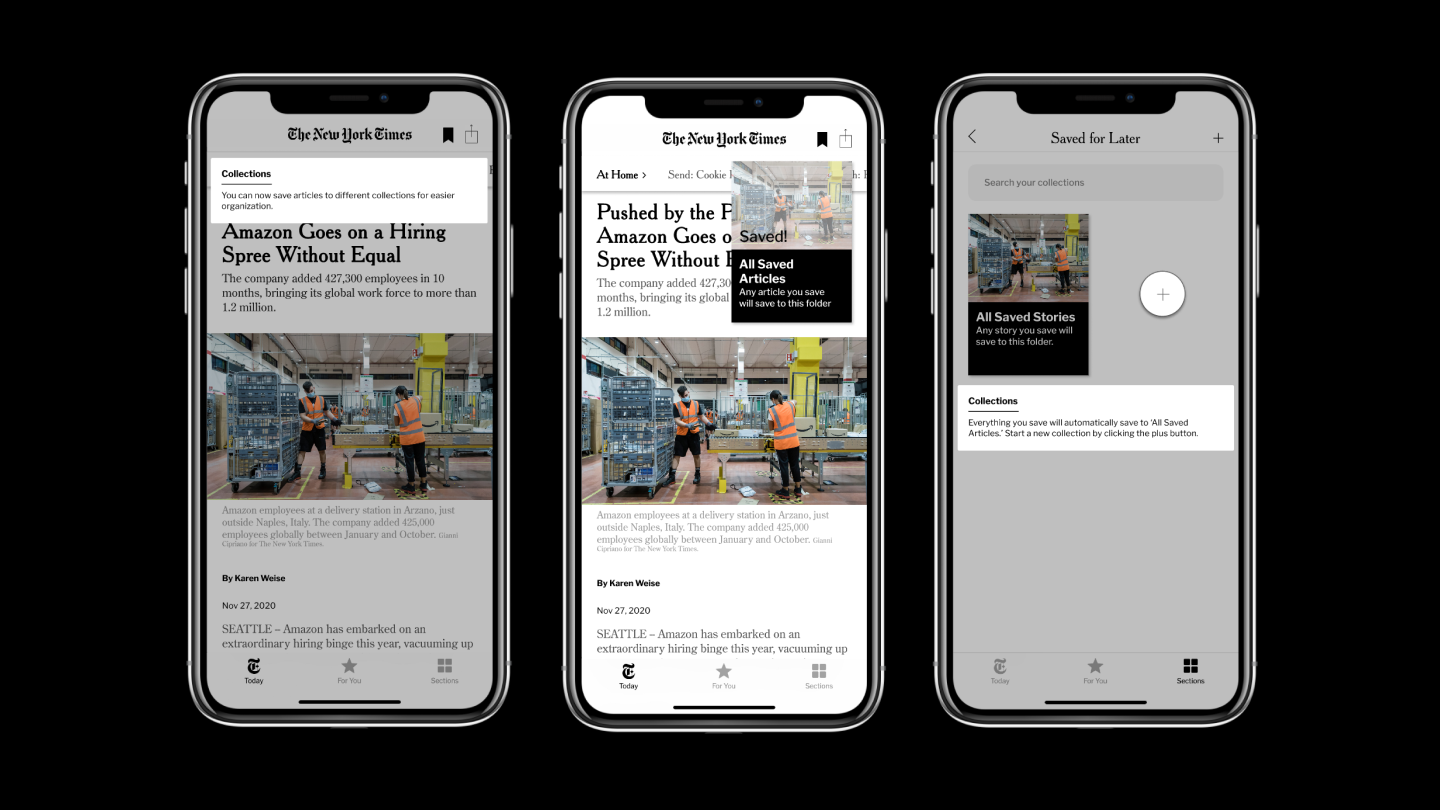 The New York Times
Collections
You can now save articles to different collections for easier
organization.
Amazon Goes on a Hiring
Spree Without Equal
The company added 427,300 employees in 10
months, bringing its global work force to more than
1.2 million.
Amazon employees at a delivery station in Arzano, just
outside Naples, Italy. The company added 425,000
employees globally between January and October. Gianni
Cipriano for The New York Times.
By Karen Weise
Nov 27, 2020
SEATTLE – Amazon has embarked on an
extraordinary hiring binge this year, vacuuming up
Today
For You
Sections
The New York Times
At Home >
Send: Cookie
Pushed by the P
Amazon Goes o
Spree Without
The company added 427,30
months, bringing its global
1.2 million.
Saved!
All Saved
Articles
Any article you save
will save to this folder
Amazon employees at a delivery station in Arzano, just
outside Naples, Italy. The company added 425,000
employees globally between January and October. Gianni
Cipriano for The New York Times.
By Karen Weise
Nov 27, 2020
SEATTLE – Amazon has embarked on an
extraordinary hiring binge this year, vacuuming up
Today
For You
Sections
Saved for Later
Search your collections
All Saved Stories
Any story you save will
save to this folder.
Collections
Everything you save will automatically save to ‘All Saved
Articles.’ Start a new collection by clicking the plus button.
Today
For You
Sections